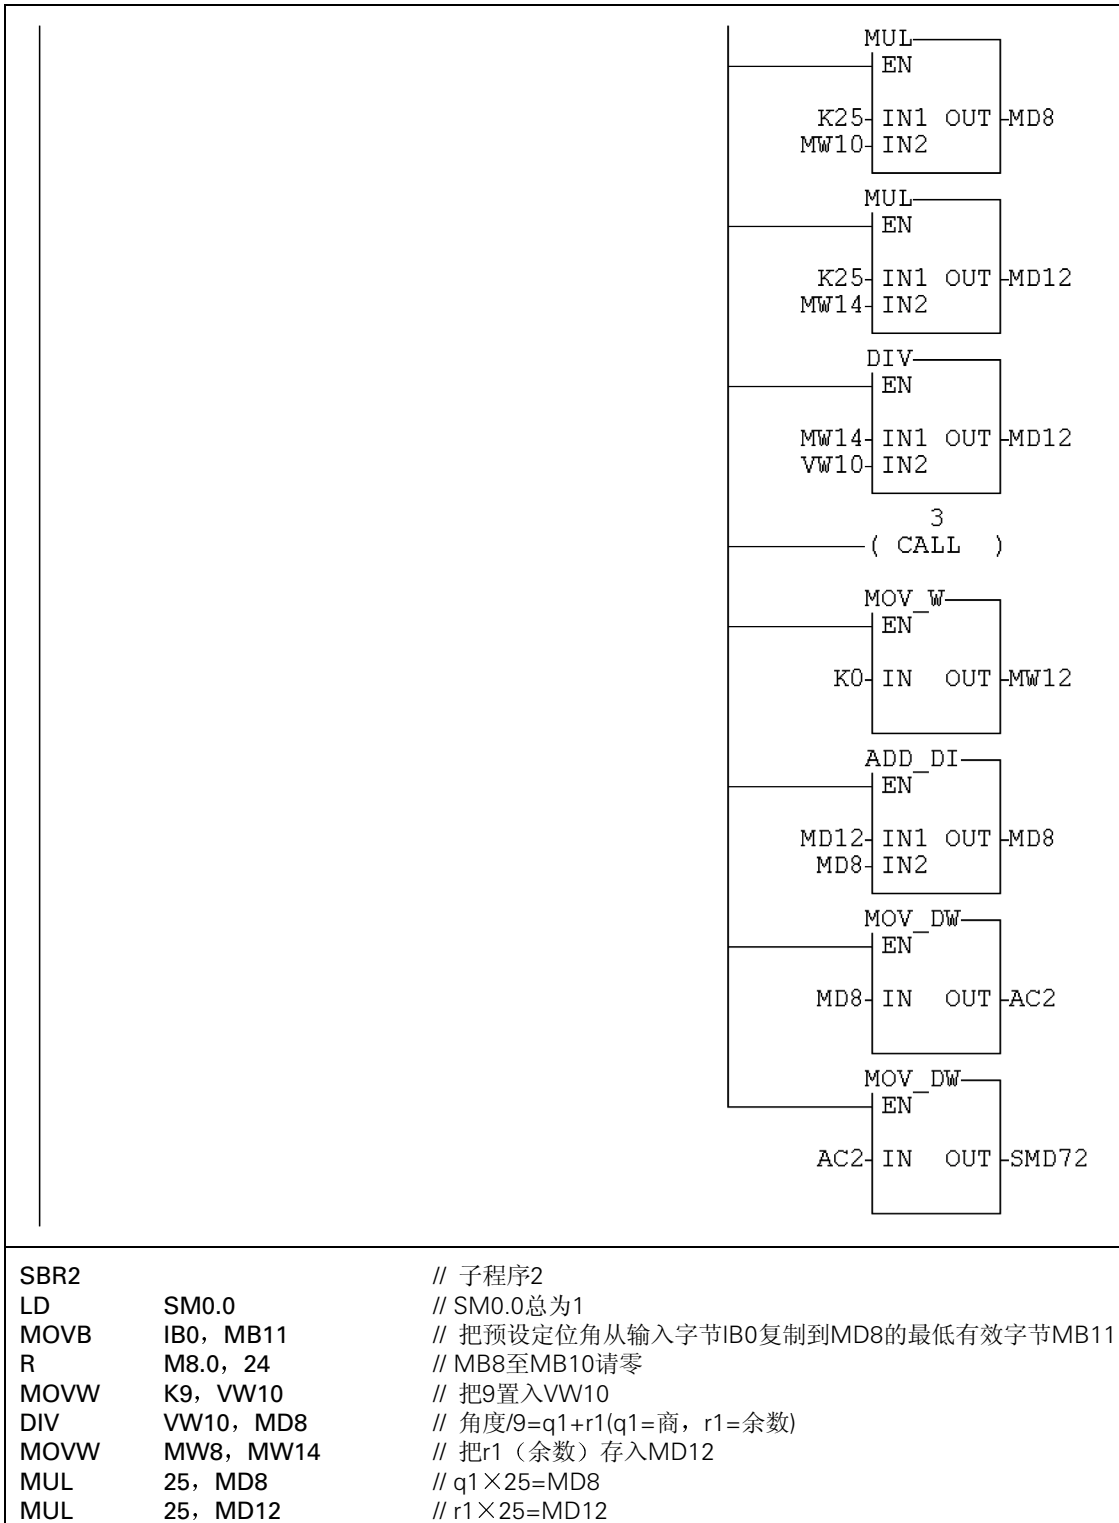 MUL
EN
K25 IN1 OUT MD8
MW10 IN2
MUL
EN
K25 IN1 OUT MD12
MW14 IN2
DIV
EN
MW14 IN1 OUT MD12
VW10 IN2
3
( CALL )
MOV_W
EN
K0 IN OUT MW12
ADD_DI
EN
MD12 IN1 OUT MD8
MD8 IN2
MOV_DW
EN
MD8 IN OUT AC2
MOV_DW
EN
AC2 IN OUT SMD72
SBR2 // 子程序2
LD SM0.0 // SM0.0总为1
MOVB IB0，MB11 // 把预设定位角从输入字节IB0复制到MD8的最低有效字节MB11
R M8.0，24 // MB8至MB10请零
MOVW K9，VW10 // 把9置入VW10
DIV VW10，MD8 // 角度/9=q1+r1(q1=商，r1=余数)
MOVW MW8，MW14 // 把r1（余数）存入MD12
MUL 25，MD8 // q1×25=MD8
MUL 25，MD12 // r1×25=MD12